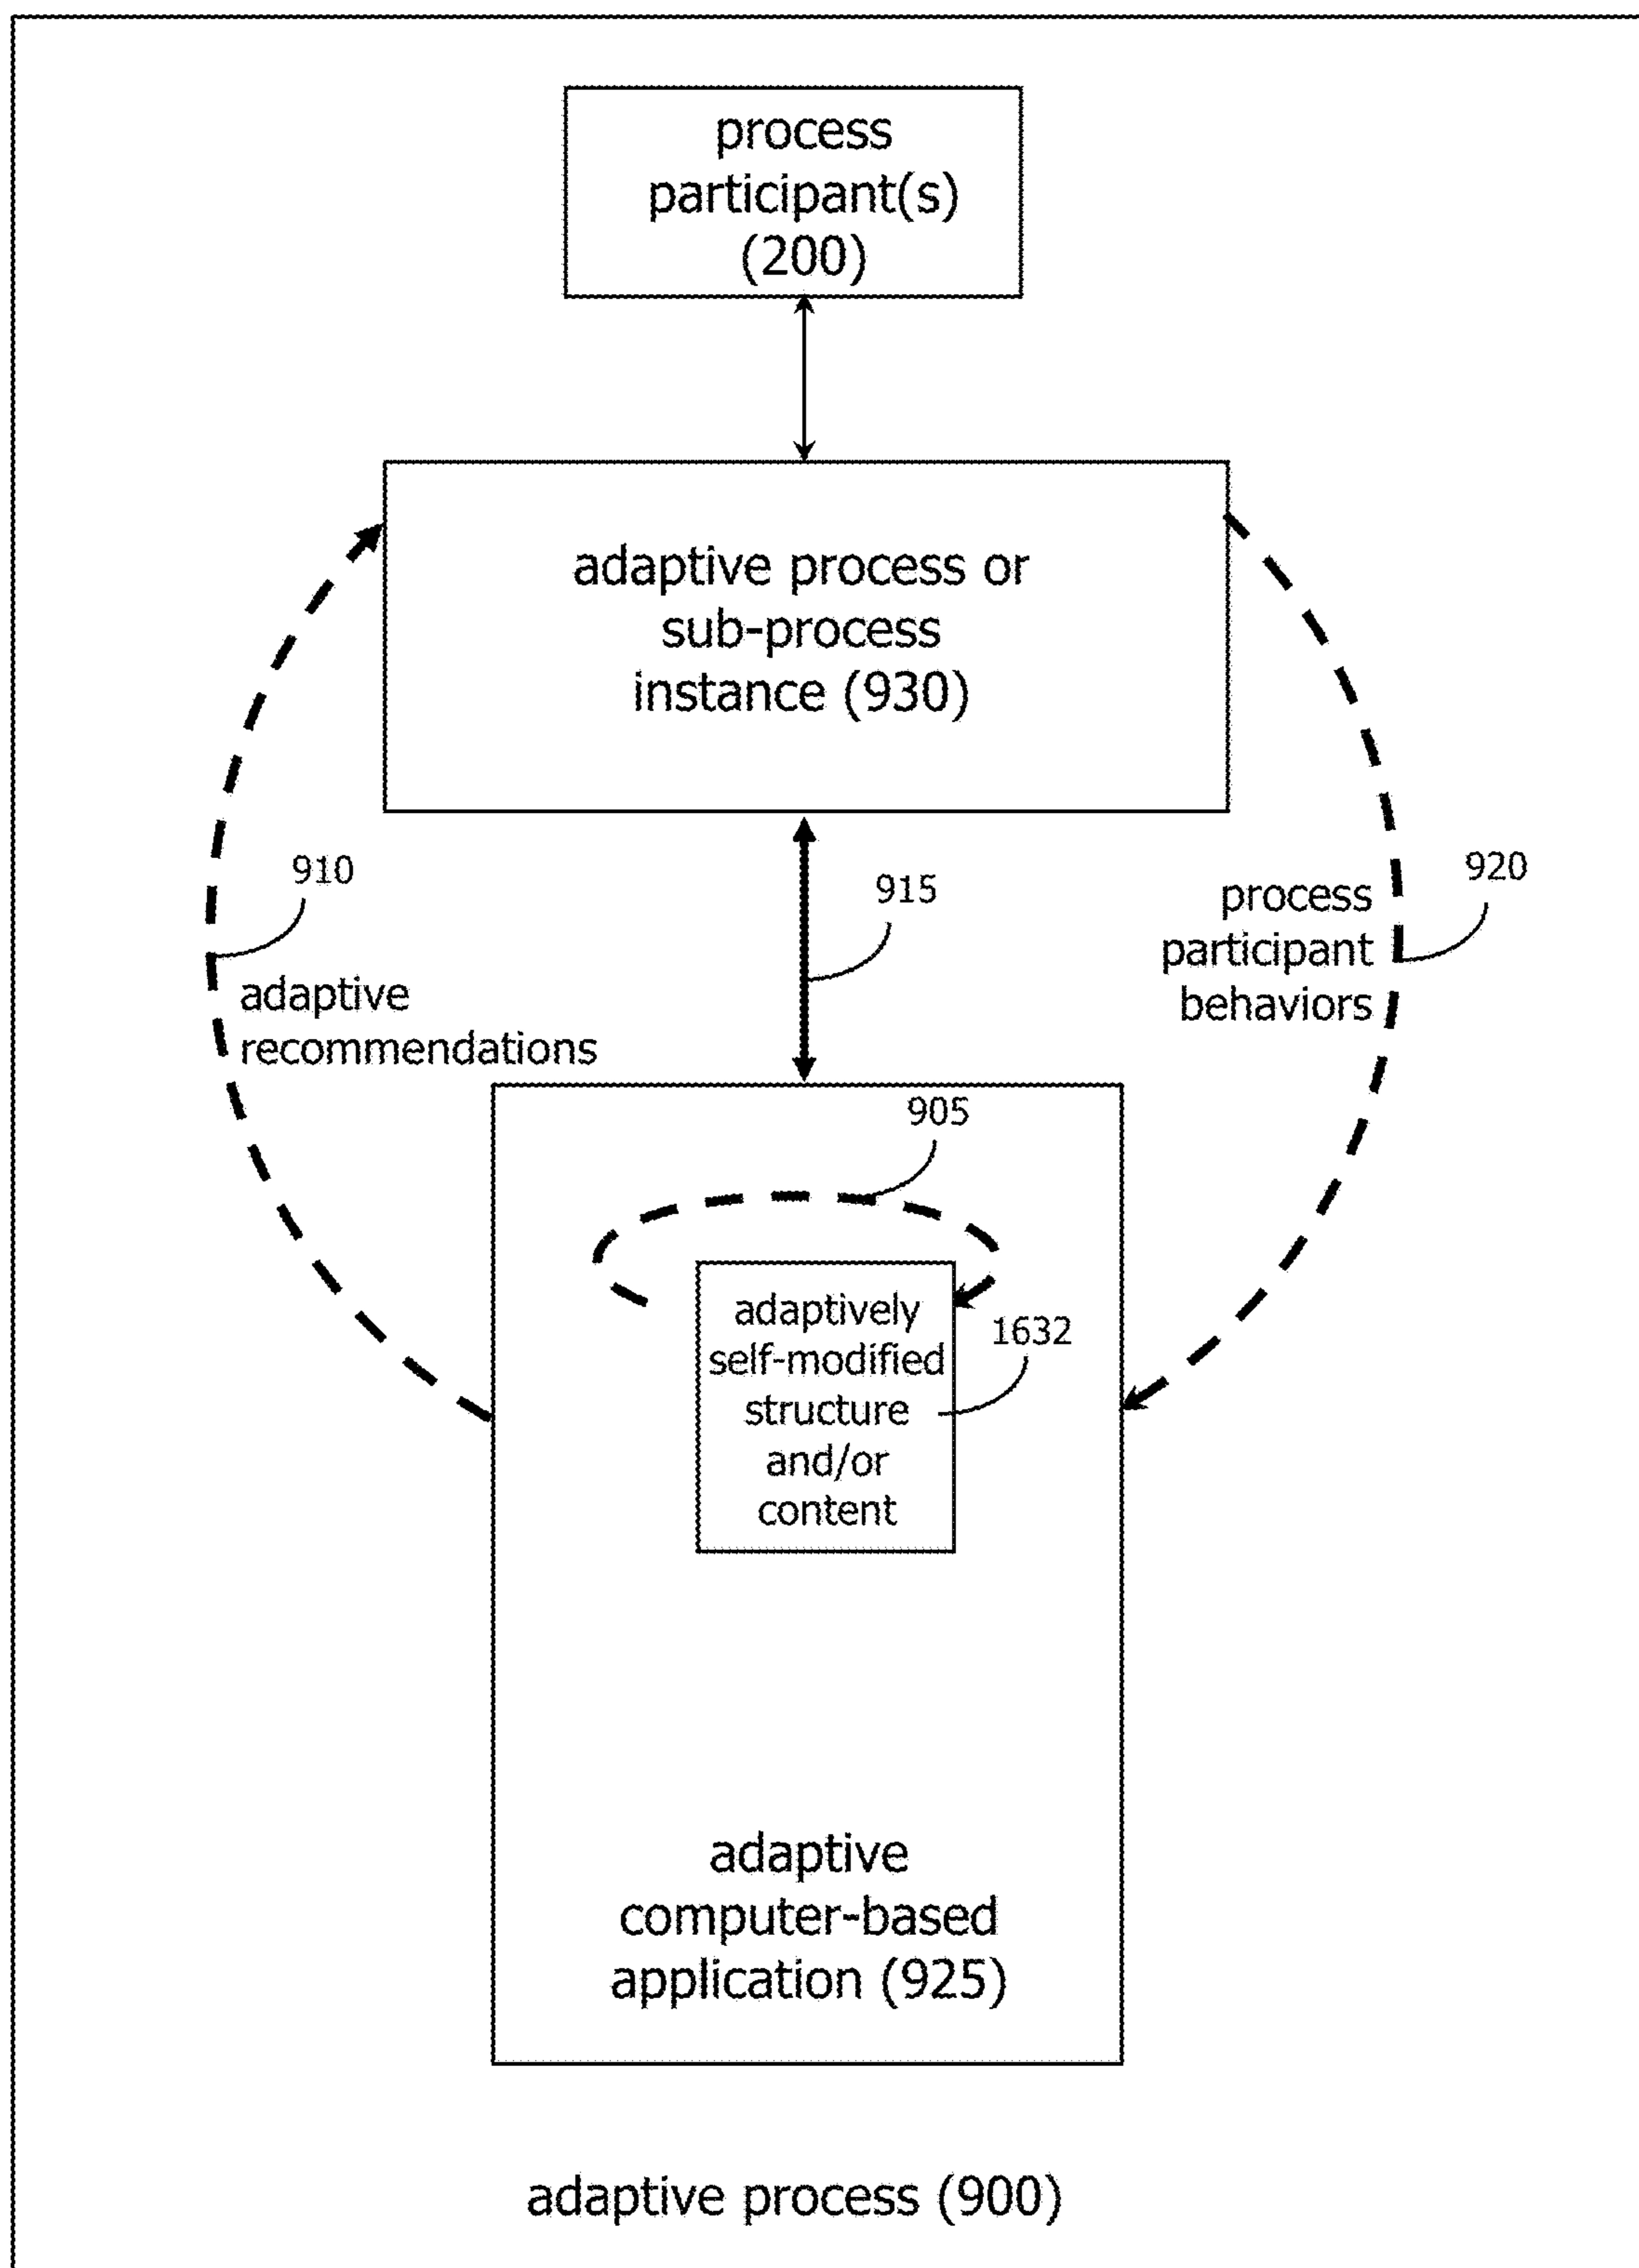 process
participant(s)
(200)
adaptive process or
sub-process
instance (930)
910
915
920
process
participant
behaviors
adaptive
recommendations
905
adaptively
self-modified
structure
and/or
content
1632
adaptive
computer-based
application (925)
adaptive process (900)